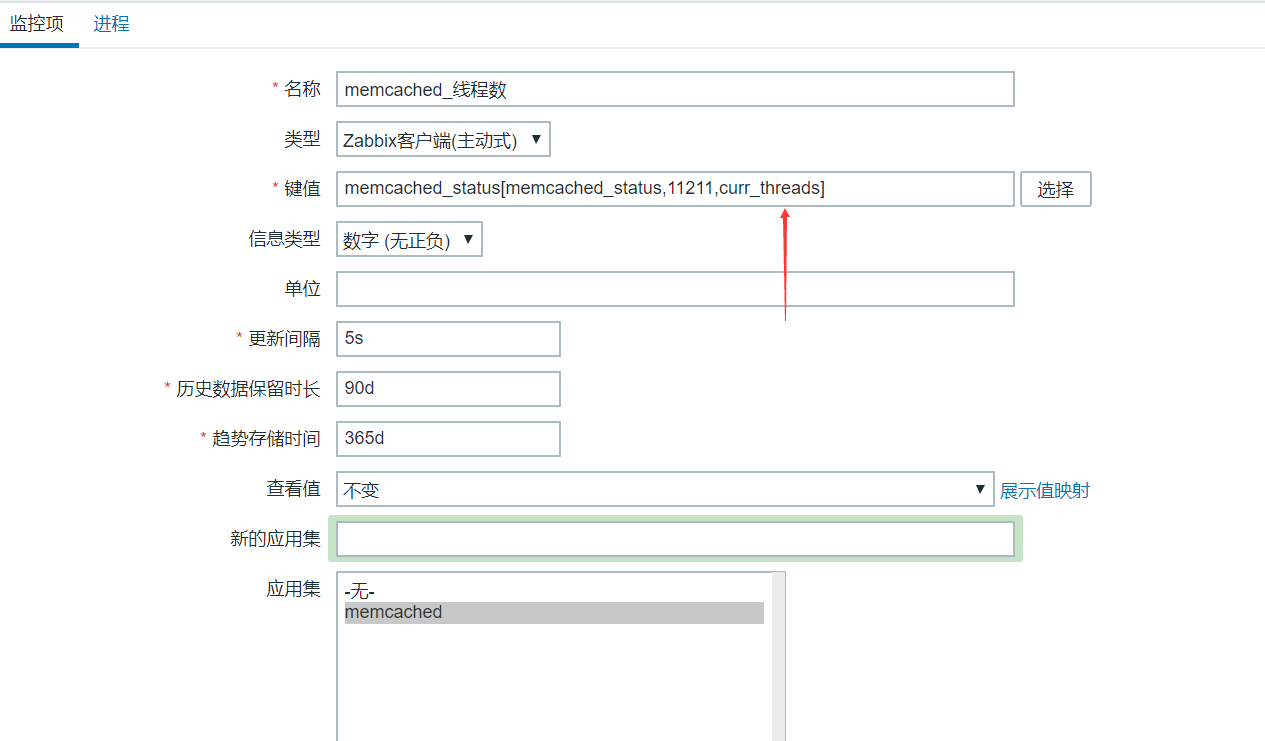 监控项 进程
* 名称 memcached_线程数
类型 Zabbix客户端(主动式) ▼
* 键值 memcached_status[memcached_status,11211,curr_threads] 选择
信息类型 数字 (无正负) ▼
单位
* 更新间隔 5s
* 历史数据保留时长 90d
* 趋势存储时间 365d
查看值 不变 ▼ 展示值映射
新的应用集
应用集 -无-
memcached